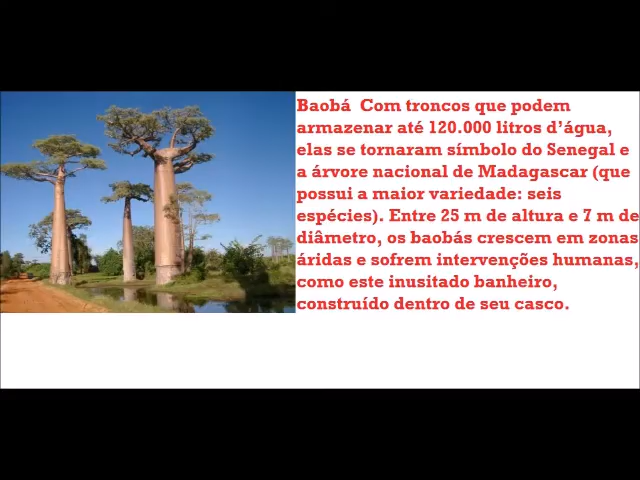 Baobá  Com troncos que podem
armazenar até 120.000 litros d'água,
elas se tornaram símbolo do Senegal e
a árvore nacional de Madagascar (que
possui a maior variedade: seis
espécies). Entre 25 m de altura e 7 m de
diâmetro, os baobás crescem em zonas
áridas e sofrem intervenções humanas,
como este inusitado banheiro,
construído dentro de seu casco.